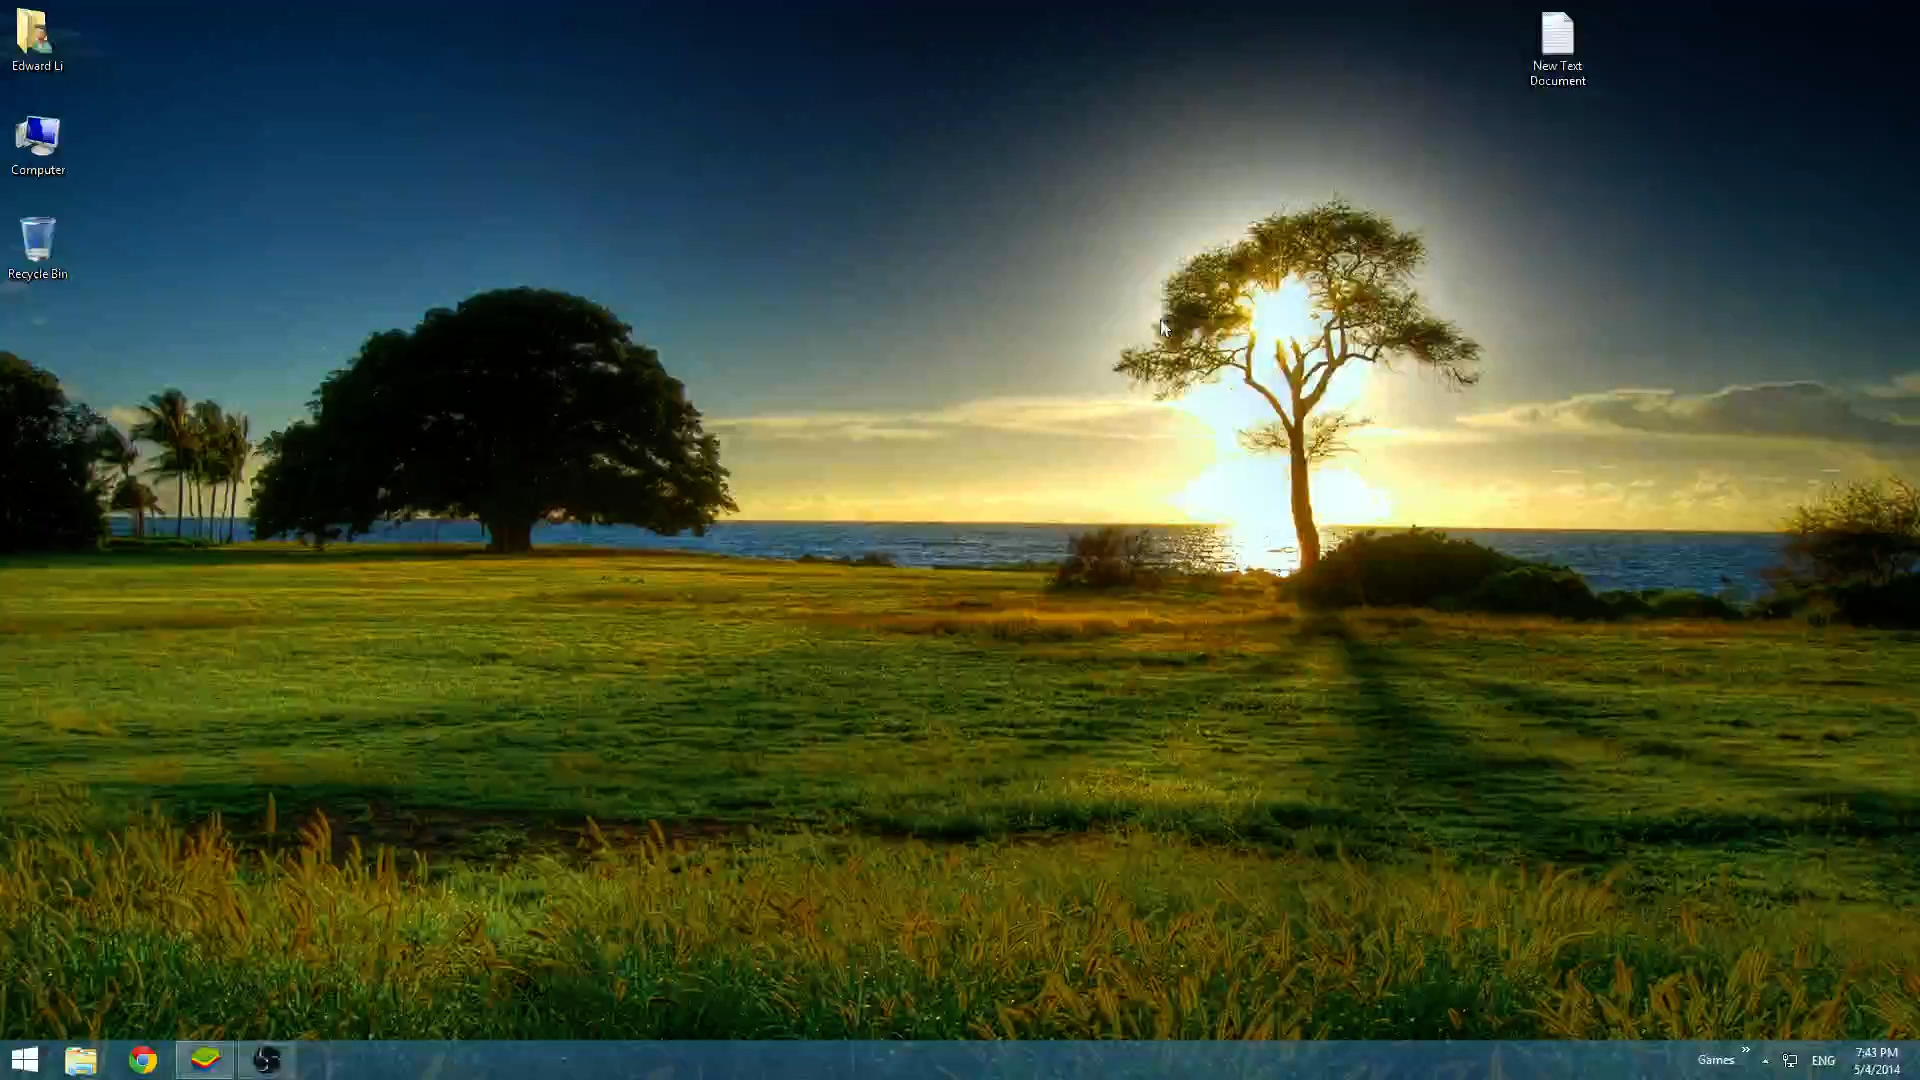 Edward Li
New Text
Document
Computer
Recycle Bin
Games
ENG
7:43 PM
5/4/2014